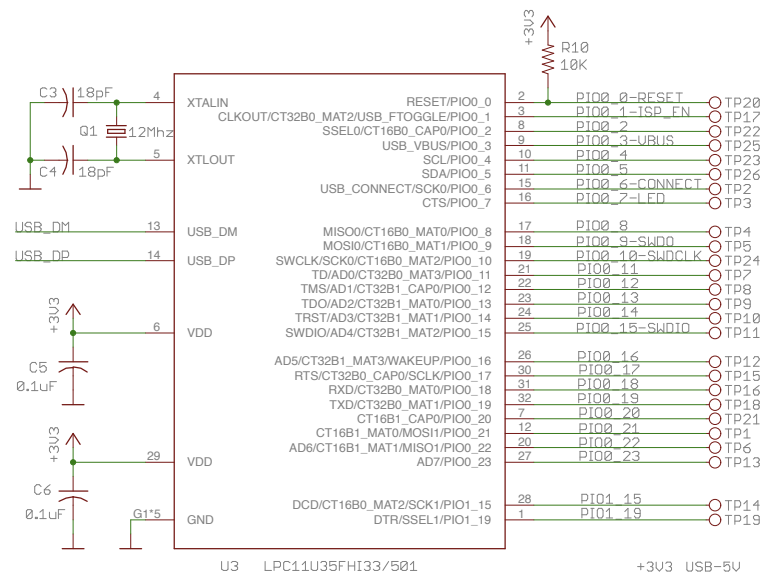 +3V3
R10
10K
C3
18pF
Q1
12Mhz
C4
18pF
4 XTALIN
5 XTLOUT
USB_DM 13 USB_DM
USB_DP 14 USB_DP
+3V3
6 VDD
C5
0.1uF
+3V3
29 VDD
C6
0.1uF
G1*5 GND
RESET/PIO0_0 2 PIO0_0-RESET TP20
CLKOUT/CT32B0_MAT2/USB_FTOGGLE/PIO0_1 3 PIO0_1-ISP_EN TP17
SSEL0/CT16B0_CAP0/PIO0_2 8 PIO0_2 TP22
USB_VBUS/PIO0_3 9 PIO0_3-VBUS TP25
SCL/PIO0_4 10 PIO0_4 TP23
SDA/PIO0_5 11 PIO0_5 TP26
USB_CONNECT/SCK0/PIO0_6 15 PIO0_6-CONNECT TP2
CTS/PIO0_7 16 PIO0_7-LED TP3
MISO0/CT16B0_MAT0/PIO0_8 17 PIO0_8 TP4
MOSI0/CT16B0_MAT1/PIO0_9 18 PIO0_9-SWDO TP5
SWCLK/SCK0/CT16B0_MAT2/PIO0_10 19 PIO0_10-SWDCLK TP24
TD/AD0/CT32B0_MAT3/PIO0_11 21 PIO0_11 TP7
TMS/AD1/CT32B1_CAP0/PIO0_12 22 PIO0_12 TP8
TDO/AD2/CT32B1_MAT0/PIO0_13 23 PIO0_13 TP9
TRST/AD3/CT32B1_MAT1/PIO0_14 24 PIO0_14 TP10
SWDIO/AD4/CT32B1_MAT2/PIO0_15 25 PIO0_15-SWDIO TP11
AD5/CT32B1_MAT3/WAKEUP/PIO0_16 26 PIO0_16 TP12
RTS/CT32B0_CAP0/SCLK/PIO0_17 30 PIO0_17 TP15
RXD/CT32B0_MAT0/PIO0_18 31 PIO0_18 TP16
TXD/CT32B0_MAT1/PIO0_19 32 PIO0_19 TP18
CT16B1_CAP0/PIO0_20 7 PIO0_20 TP21
CT16B1_MAT0/MOSI1/PIO0_21 12 PIO0_21 TP1
AD6/CT16B1_MAT1/MISO1/PIO0_22 20 PIO0_22 TP6
AD7/PIO0_23 27 PIO0_23 TP13
DCD/CT16B0_MAT2/SCK1/PIO1_15 28 PIO1_15 TP14
DTR/SSEL1/PIO1_19 1 PIO1_19 TP19
U3 LPC11U35FHI33/501
+3V3 USB-5V